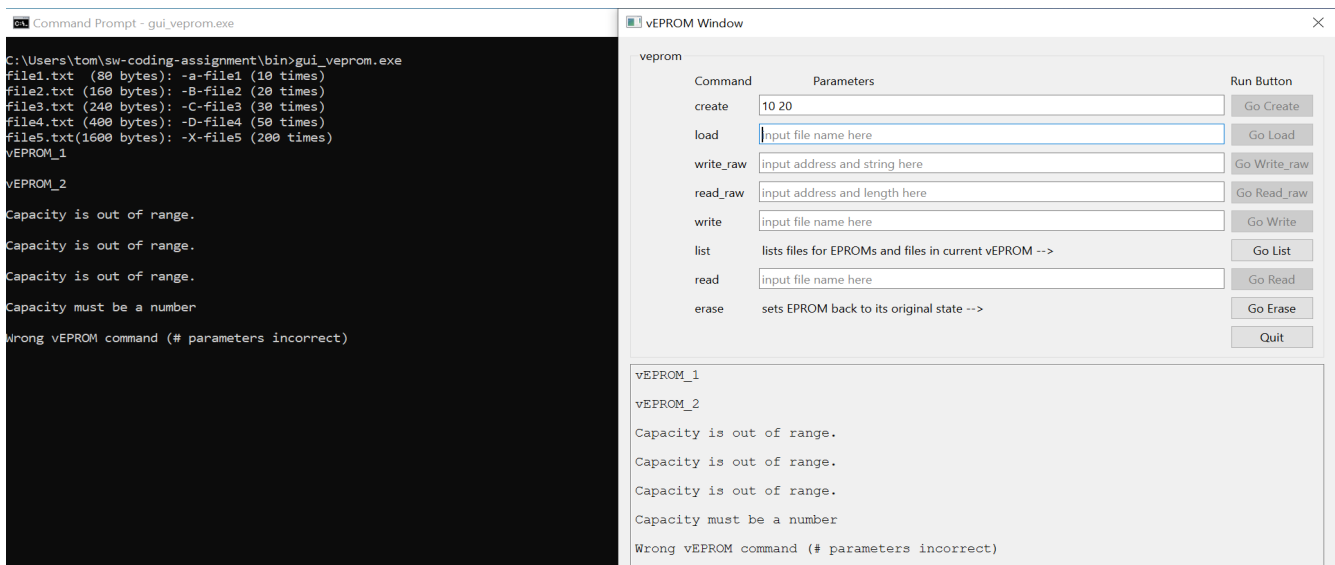 Command Prompt - gui_veprom.exe
C:\Users\tom\sw-coding-assignment\bin>gui_veprom.exe
file1.txt (80 bytes): -a-file1 (10 times)
file2.txt (160 bytes): -B-file2 (20 times)
file3.txt (240 bytes): -C-file3 (30 times)
file4.txt (400 bytes): -D-file4 (50 times)
file5.txt(1600 bytes): -X-file5 (200 times)
vEPROM_1
vEPROM_2
Capacity is out of range.
Capacity is out of range.
Capacity is out of range.
Capacity must be a number
Wrong vEPROM command (# parameters incorrect)
vEPROM Window
veprom
Command Parameters Run Button
create 10 20 Go Create
load input file name here Go Load
write_raw input address and string here Go Write_raw
read_raw input address and length here Go Read_raw
write input file name here Go Write
list lists files for EPROMs and files in current vEPROM --> Go List
read input file name here Go Read
erase sets EPROM back to its original state --> Go Erase
Quit
vEPROM_1
vEPROM_2
Capacity is out of range.
Capacity is out of range.
Capacity is out of range.
Capacity must be a number
Wrong vEPROM command (# parameters incorrect)